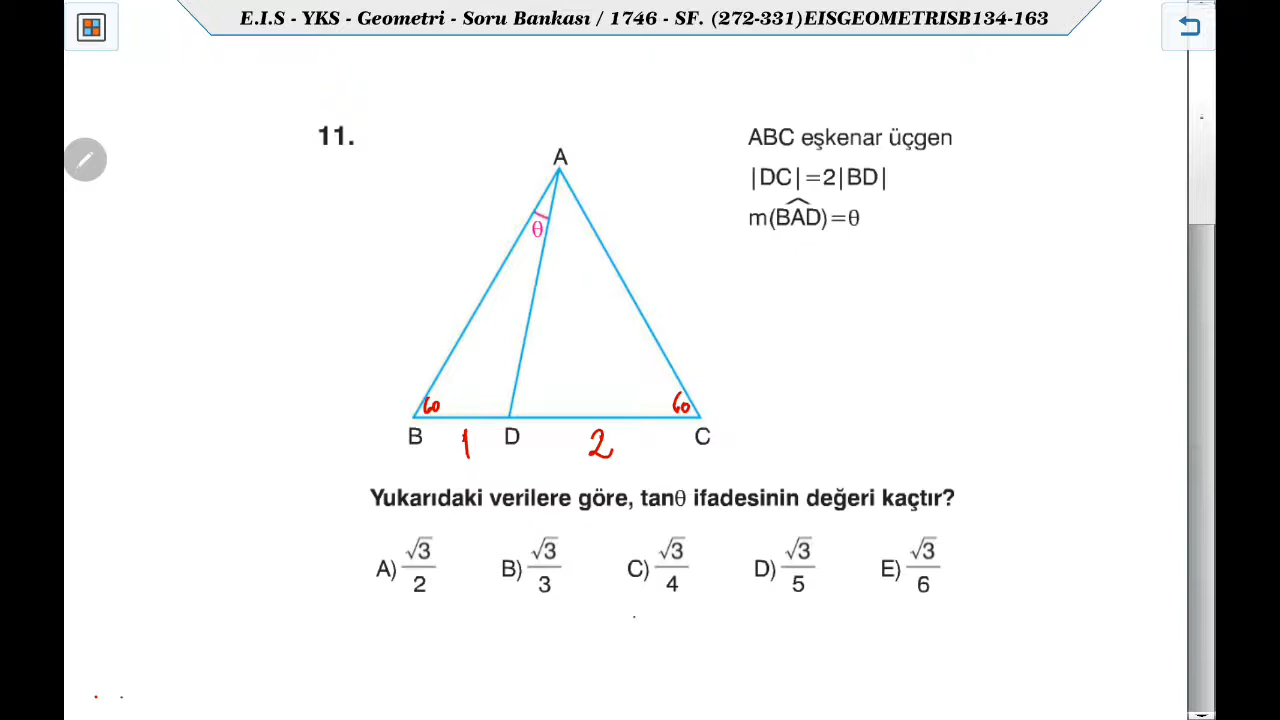 E.I.S - YKS - Geometri - Soru Bankası / 1746 - SF. (272-331)EISGEOMETRISB134-163
11.
ABC eşkenar üçgen
|DC|=2|BD|
m(BAD)=θ
A
θ
60 60
B 1 D 2 C
Yukarıdaki verilere göre, tanθ ifadesinin değeri kaçtır?
A) √3/2 B) √3/3 C) √3/4 D) √3/5 E) √3/6